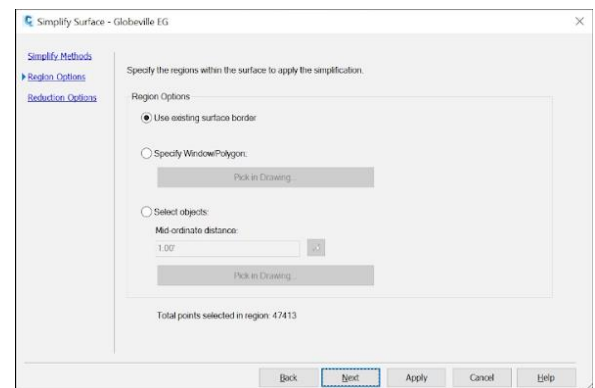 Simplify Surface - Globeville EG
Simplify Methods
Region Options
Reduction Options
Specify the regions within the surface to apply the simplification.
Region Options
Use existing surface border
Specify Window/Polygon:
Pick in Drawing...
Select objects:
Mid-ordinate distance:
1.00'
Pick in Drawing...
Total points selected in region: 47413
Back Next Apply Cancel Help